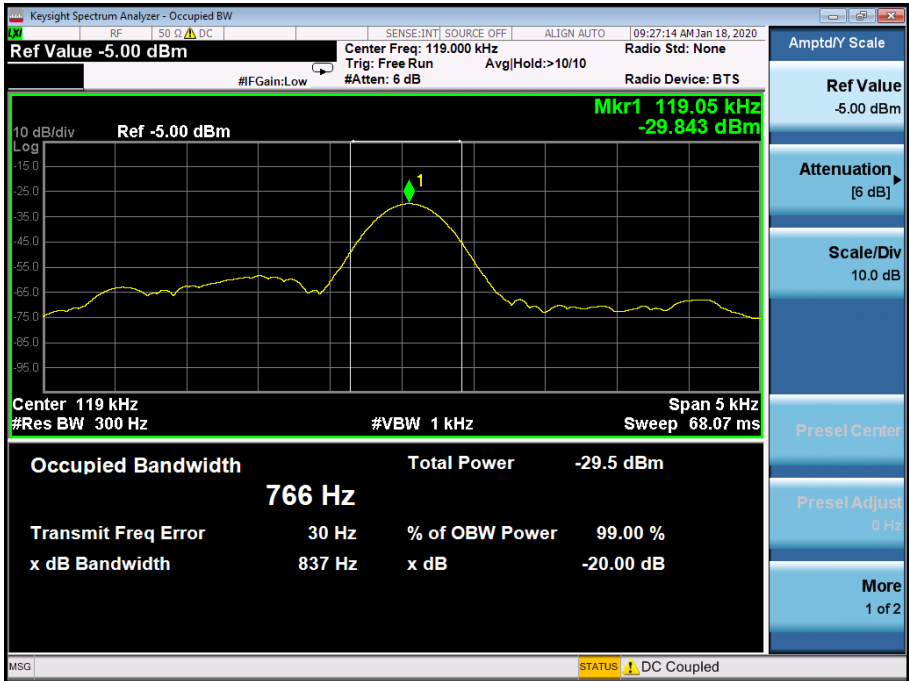 Keysight Spectrum Analyzer - Occupied BW
LXI RF 50 Ω DC SENSE:INT SOURCE OFF ALIGN AUTO 09:27:14 AM Jan 18, 2020
Ref Value -5.00 dBm
Center Freq: 119.000 kHz
Radio Std: None
Trig: Free Run Avg|Hold:>10/10
#IFGain:Low
#Atten: 6 dB
Radio Device: BTS
Mkr1 119.05 kHz
-29.843 dBm
10 dB/div Ref -5.00 dBm
Log
-15.0
1
-25.0
-35.0
-45.0
-55.0
-65.0
-75.0
-85.0
-95.0
Center 119 kHz
Span 5 kHz
#Res BW 300 Hz
#VBW 1 kHz
Sweep 68.07 ms
Occupied Bandwidth
Total Power -29.5 dBm
766 Hz
Transmit Freq Error 30 Hz
% of OBW Power 99.00 %
x dB Bandwidth 837 Hz
x dB -20.00 dB
Amptd/Y Scale
Ref Value
-5.00 dBm
Attenuation
[6 dB]
Scale/Div
10.0 dB
Presel Center
Presel Adjust
0 Hz
More
1 of 2
MSG
STATUS DC Coupled